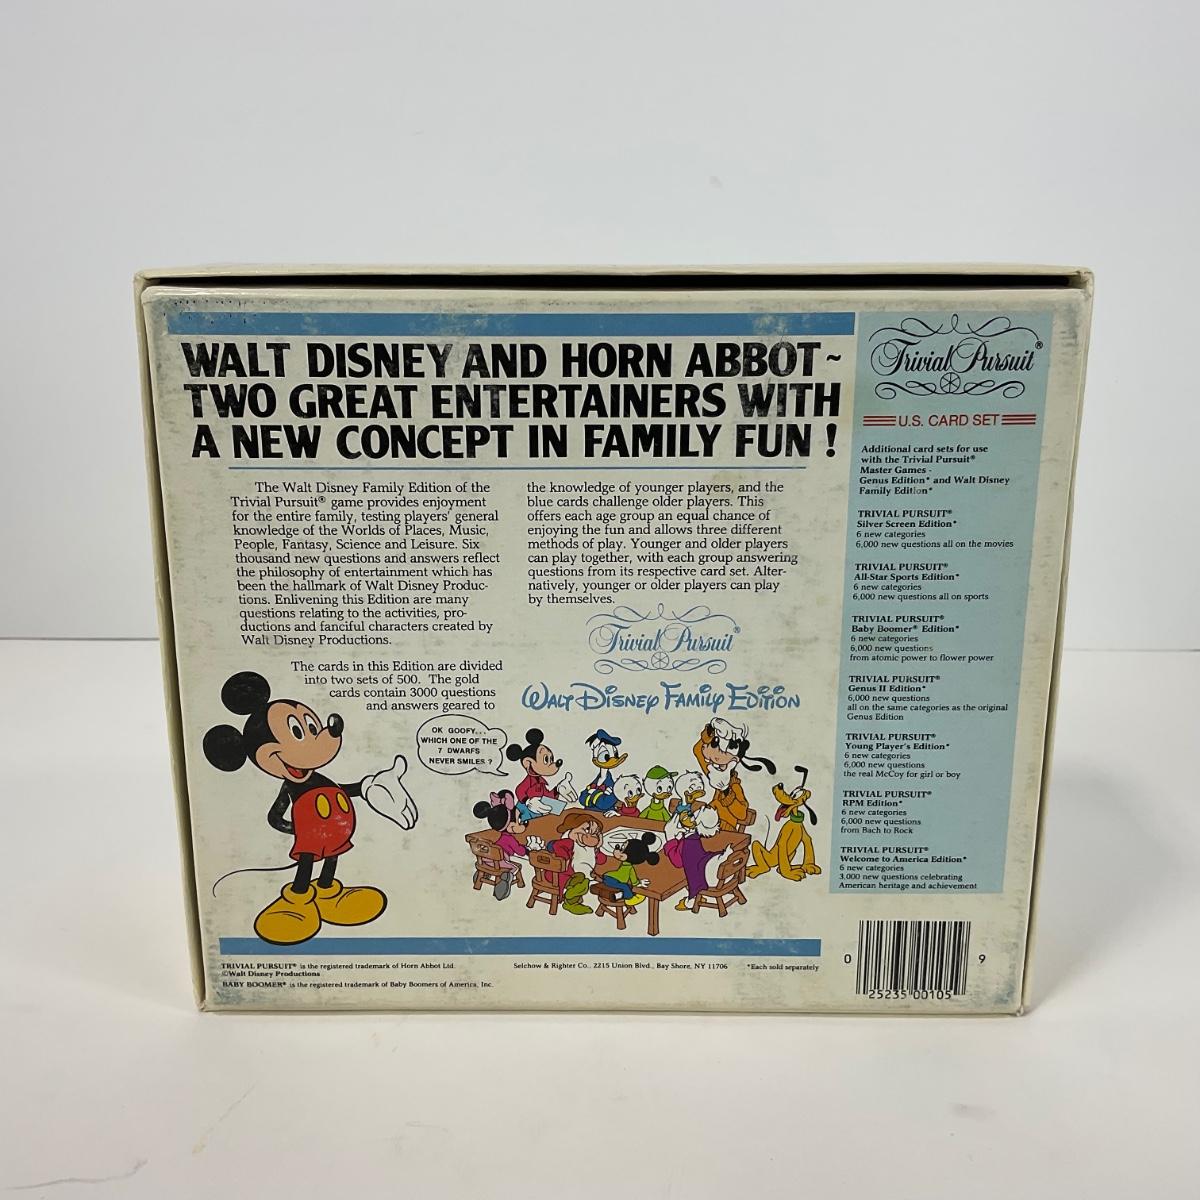 WALT DISNEY AND HORN ABBOT ~
TWO GREAT ENTERTAINERS WITH
A NEW CONCEPT IN FAMILY FUN !
The Walt Disney Family Edition of the
Trivial Pursuit® game provides enjoyment
for the entire family, testing players' general
knowledge of the Worlds of Places, Music,
People, Fantasy, Science and Leisure. Six
thousand new questions and answers reflect
the philosophy of entertainment which has
been the hallmark of Walt Disney Produc-
tions. Enlivening this Edition are many
questions relating to the activities, pro-
ductions and fanciful characters created by
Walt Disney Productions.
The cards in this Edition are divided
into two sets of 500. The gold
cards contain 3000 questions
and answers geared to
the knowledge of younger players, and the
blue cards challenge older players. This
offers each age group an equal chance of
enjoying the fun and allows three different
methods of play. Younger and older players
can play together, with each group answering
questions from its respective card set. Alter-
natively, younger or older players can play
by themselves.
Trivial Pursuit®
WALT DISNEY FAMILY EDITION
OK GOOFY...
WHICH ONE OF THE
7 DWARFS
NEVER SMILES ?
Trivial Pursuit®
U.S. CARD SET
Additional card sets for use
with the Trivial Pursuit®
Master Games -
Genus Edition* and Walt Disney
Family Edition*
TRIVIAL PURSUIT®
Silver Screen Edition*
6 new categories
6,000 new questions all on the movies
TRIVIAL PURSUIT®
All-Star Sports Edition*
6 new categories
6,000 new questions all on sports
TRIVIAL PURSUIT®
Baby Boomer® Edition*
6 new categories
6,000 new questions
from atomic power to flower power
TRIVIAL PURSUIT®
Genus II Edition*
6,000 new questions
all on the same categories as the original
Genus Edition
TRIVIAL PURSUIT®
Young Player's Edition*
6 new categories
6,000 new questions
the real McCoy for girl or boy
TRIVIAL PURSUIT®
RPM Edition*
6 new categories
6,000 new questions
from Bach to Rock
TRIVIAL PURSUIT®
Welcome to America Edition*
6 new categories
3,000 new questions celebrating
American heritage and achievement
TRIVIAL PURSUIT® is the registered trademark of Horn Abbot Ltd.
©Walt Disney Productions
BABY BOOMER® is the registered trademark of Baby Boomers of America, Inc.
Selchow & Righter Co., 2215 Union Blvd., Bay Shore, NY 11706
*Each sold separately
0 25235 00105 9